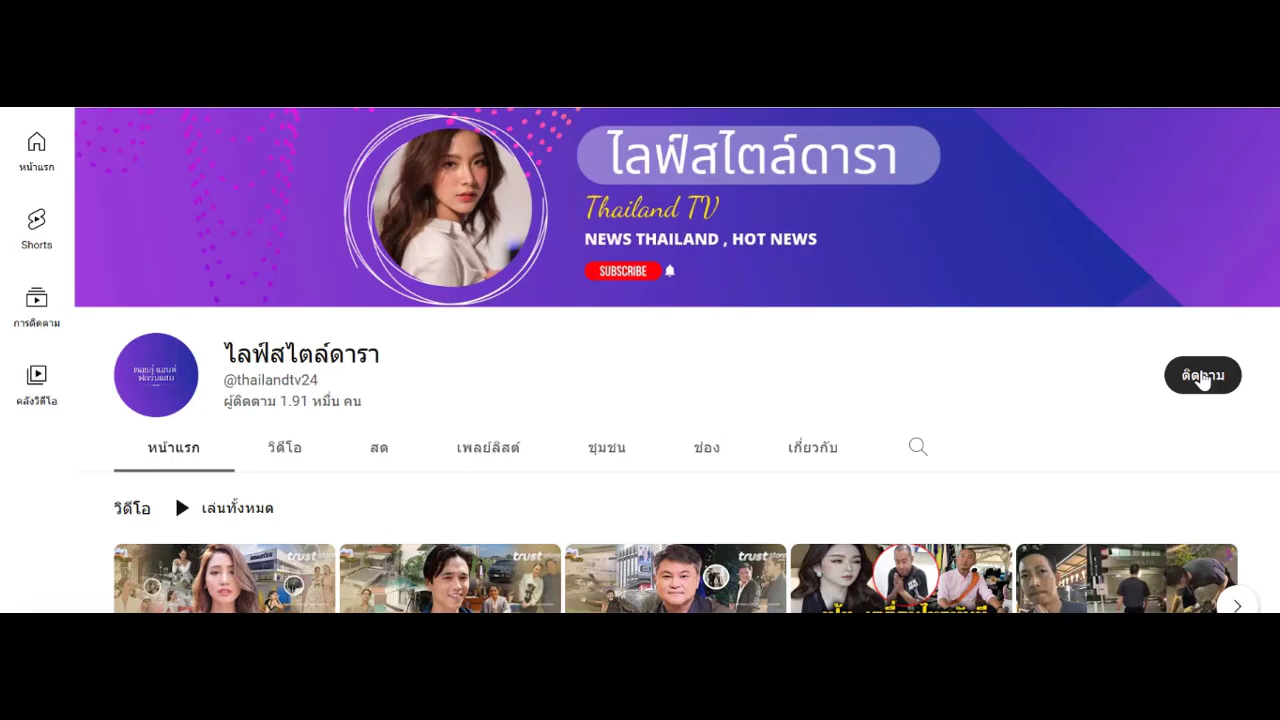 หน้าแรก
Shorts
การติดตาม
คลังวิดีโอ
ไลฟ์สไตล์ดารา
Thailand TV
NEWS THAILAND , HOT NEWS
SUBSCRIBE
ไลฟ์สไตล์ดารา
@thailandtv24
ผู้ติดตาม 1.91 หมื่น คน
ติดตาม
หน้าแรก วิดีโอ สด เพลย์ลิสต์ ชุมชน ช่อง เกี่ยวกับ
วิดีโอ เล่นทั้งหมด
trust trust trust